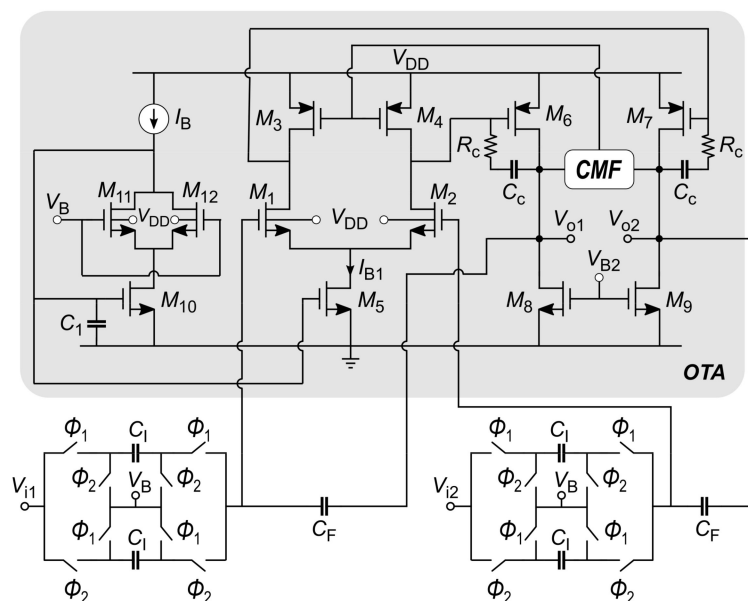 V_DD
I_B
M_3
M_4
M_6
M_7
R_c
R_c
CMF
C_c
C_c
M_11
M_12
V_B
V_DD
M_1
V_DD
M_2
V_o1
V_o2
I_B1
V_B2
M_10
M_5
M_8
M_9
C_1
OTA
Φ_1
C_I
Φ_1
Φ_1
C_I
Φ_1
V_i1
Φ_2
V_B
Φ_2
V_i2
Φ_2
V_B
Φ_2
Φ_1
C_I
Φ_1
C_F
Φ_1
C_I
Φ_1
C_F
Φ_2
Φ_2
Φ_2
Φ_2